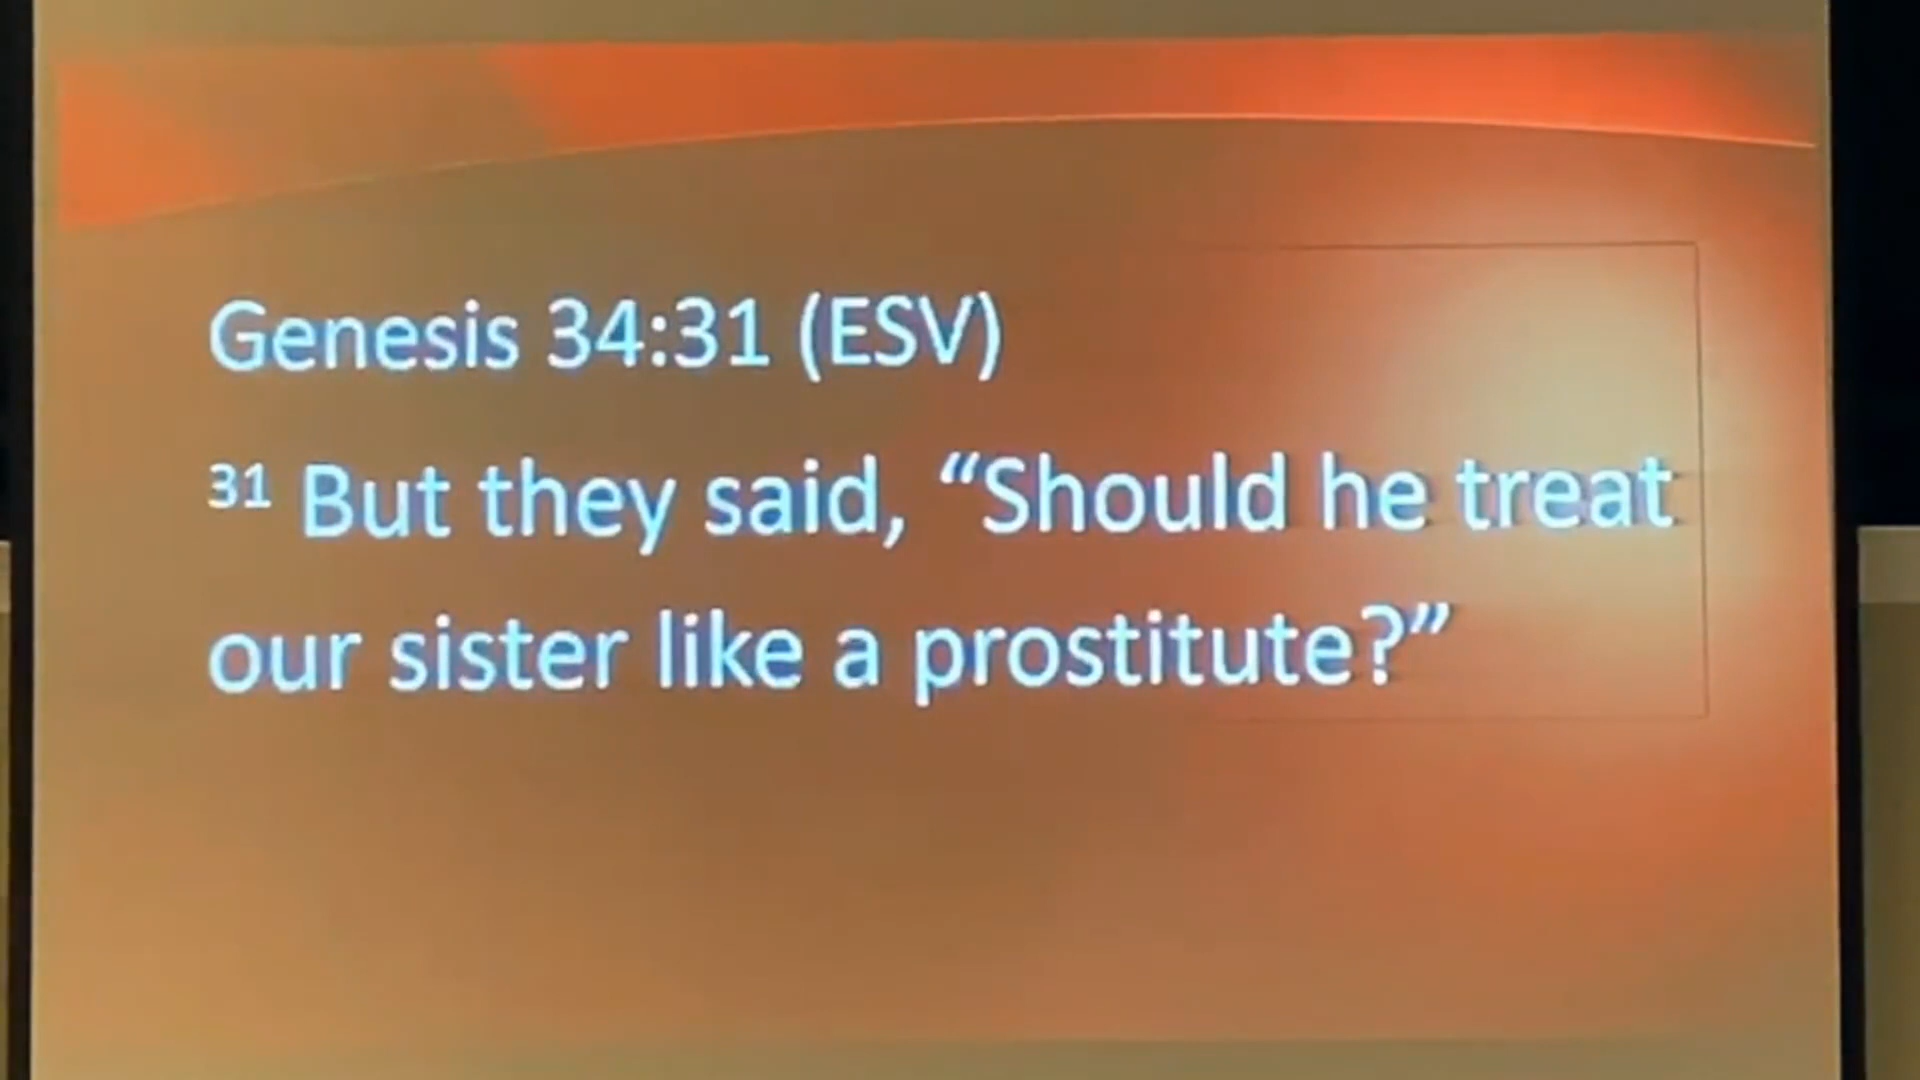 Genesis 34:31 (ESV)
31 But they said, “Should he treat
our sister like a prostitute?”